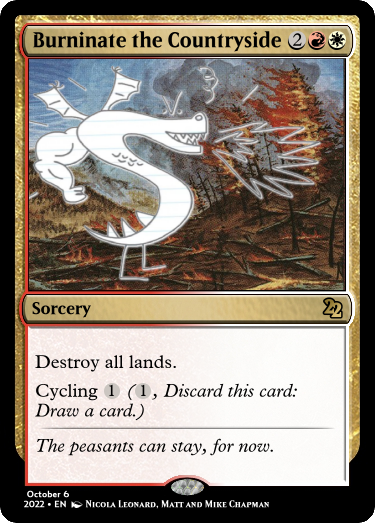 Burninate the Countryside 2
Sorcery
Destroy all lands.
Cycling 1 (1, Discard this card:
Draw a card.)
The peasants can stay, for now.
October 6
2022 • EN Nicola Leonard, Matt and Mike Chapman